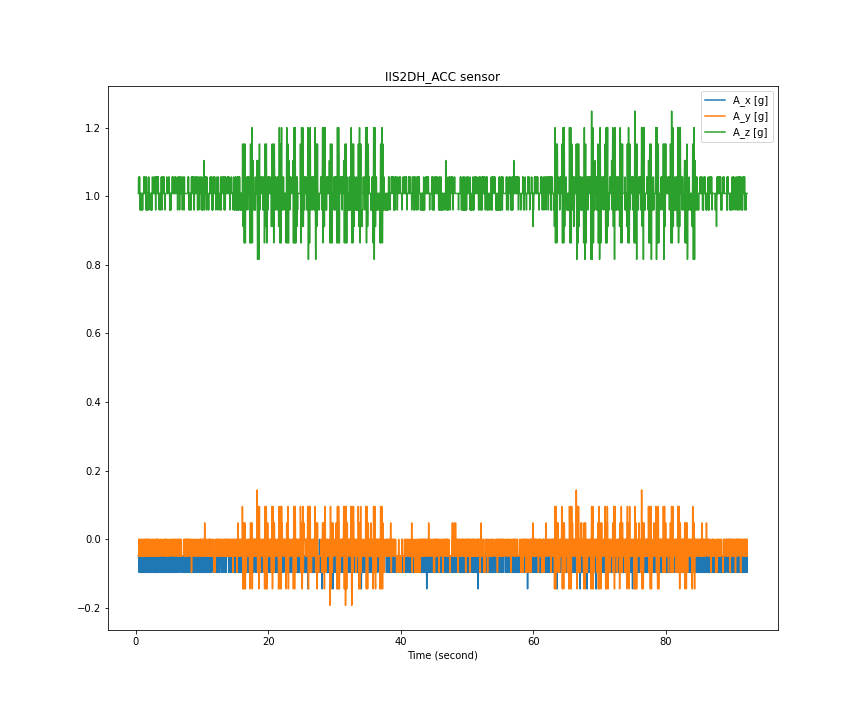 IIS2DH_ACC sensor
A_x [g]
A_y [g]
A_z [g]
1.2
1.0
0.8
0.6
0.4
0.2
0.0
−0.2
0 20 40 60 80
Time (second)